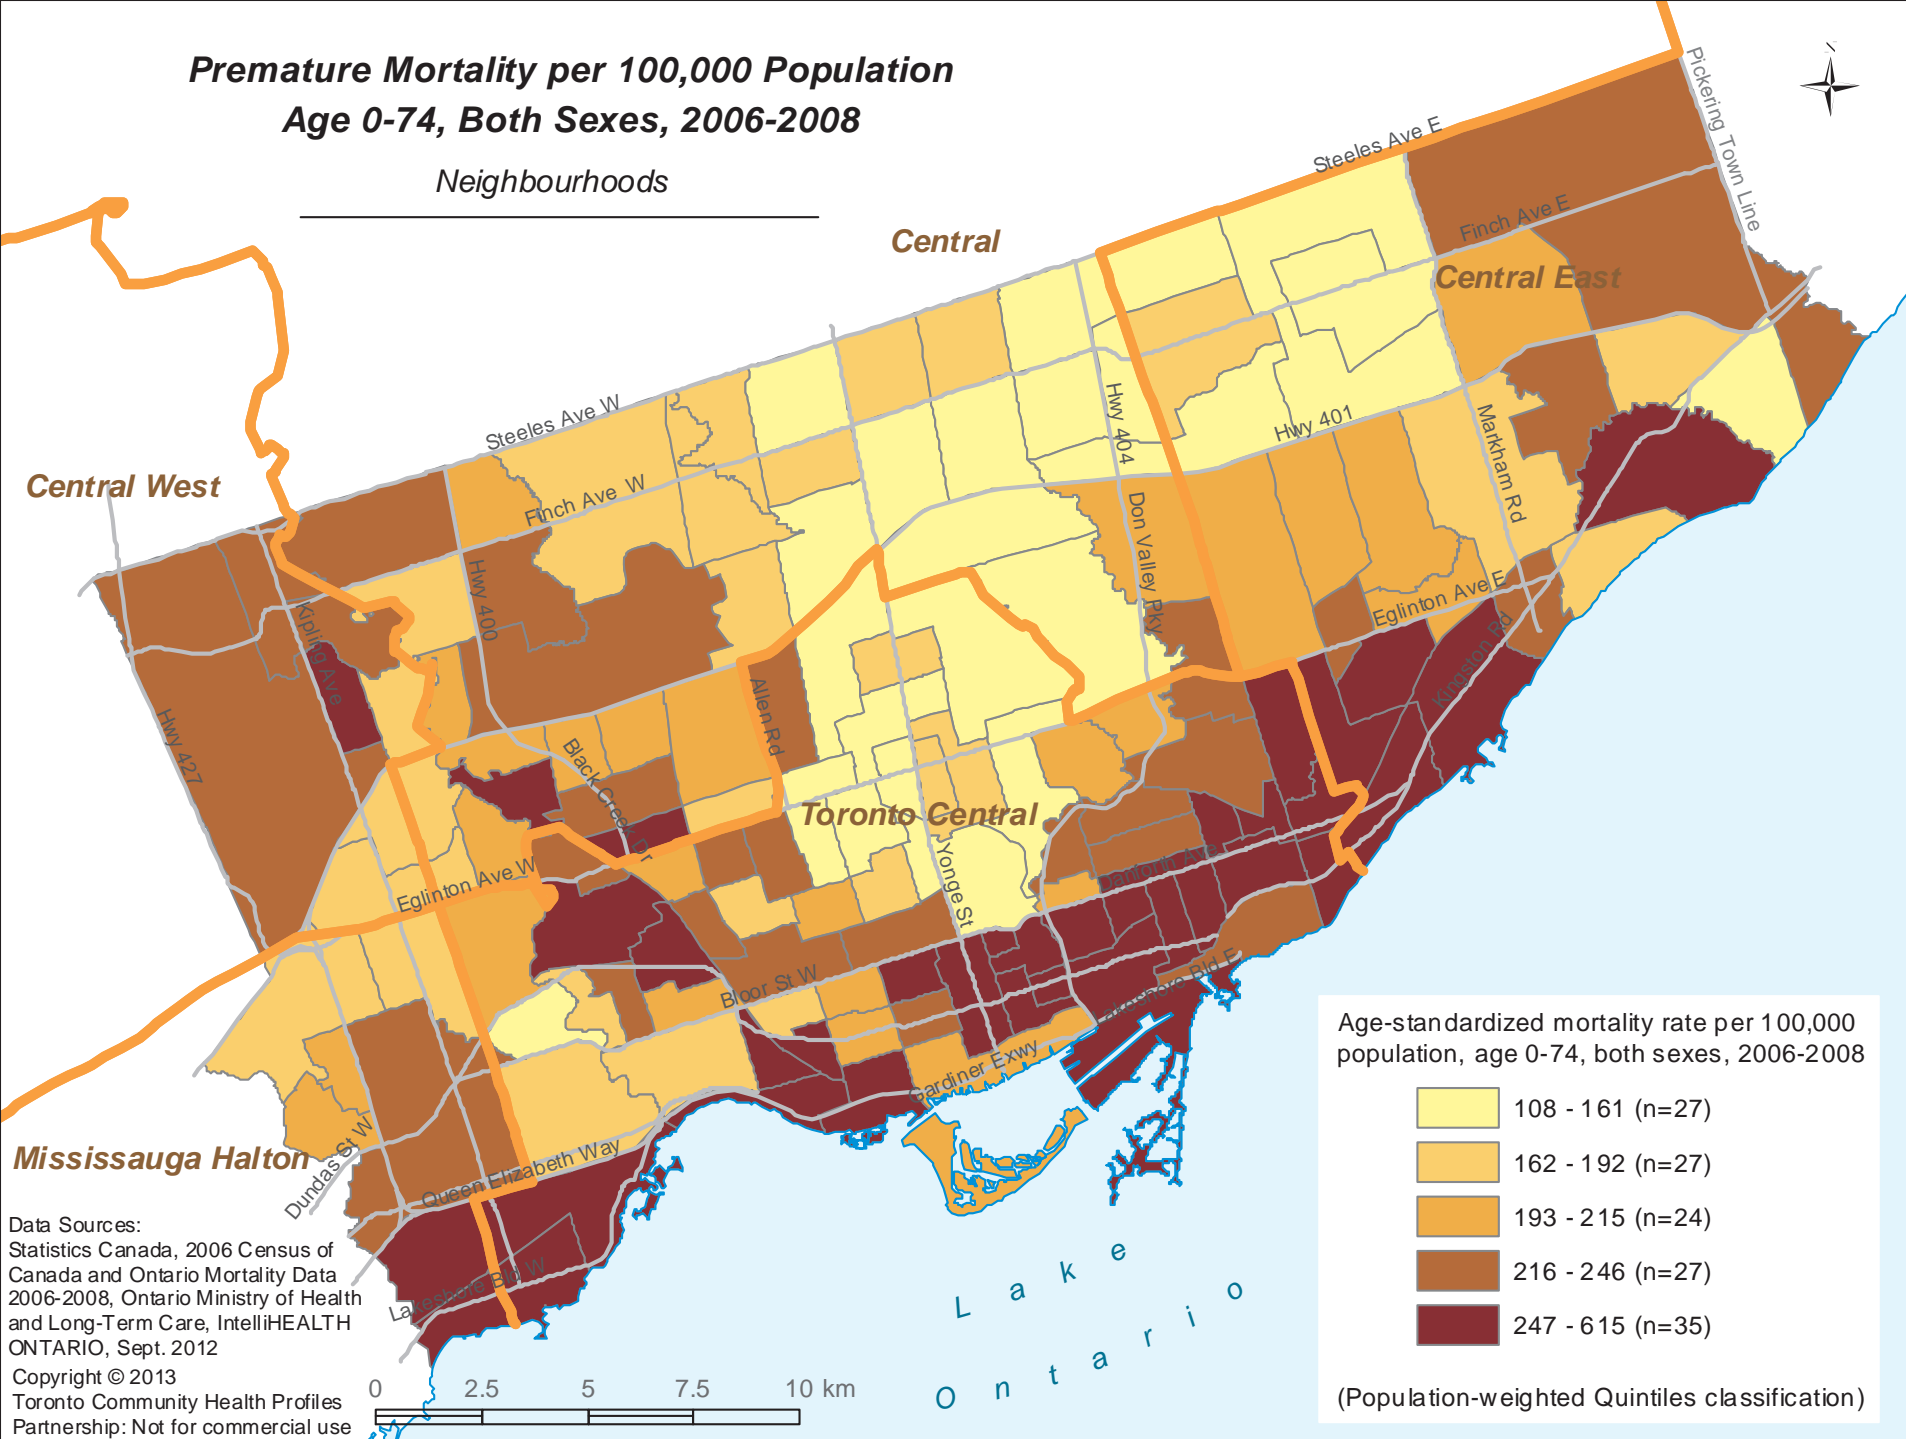 Premature Mortality per 100,000 Population
Age 0-74, Both Sexes, 2006-2008
Neighbourhoods
N
Pickering Town Line
Steeles Ave E
Finch Ave E
Central
Central East
Steeles Ave W
Finch Ave W
Hwy 404
Hwy 401
Markham Rd
Central West
Don Valley Pky
Hwy 400
Kipling Ave
Eglinton Ave E
Kingston Rd
Hwy 427
Allen Rd
Black Creek Dr
Toronto Central
Eglinton Ave W
Yonge St
Danforth Ave
Bloor St W
Lakeshore Bld E
Gardiner Exwy
Mississauga Halton
Dundas St W
Queen Elizabeth Way
Lakeshore Bld W
Lake
Ontario
Age-standardized mortality rate per 100,000
population, age 0-74, both sexes, 2006-2008
108 - 161 (n=27)
162 - 192 (n=27)
193 - 215 (n=24)
216 - 246 (n=27)
247 - 615 (n=35)
(Population-weighted Quintiles classification)
Data Sources:
Statistics Canada, 2006 Census of
Canada and Ontario Mortality Data
2006-2008, Ontario Ministry of Health
and Long-Term Care, IntelliHEALTH
ONTARIO, Sept. 2012
Copyright © 2013
Toronto Community Health Profiles
Partnership: Not for commercial use
0 2.5 5 7.5 10 km